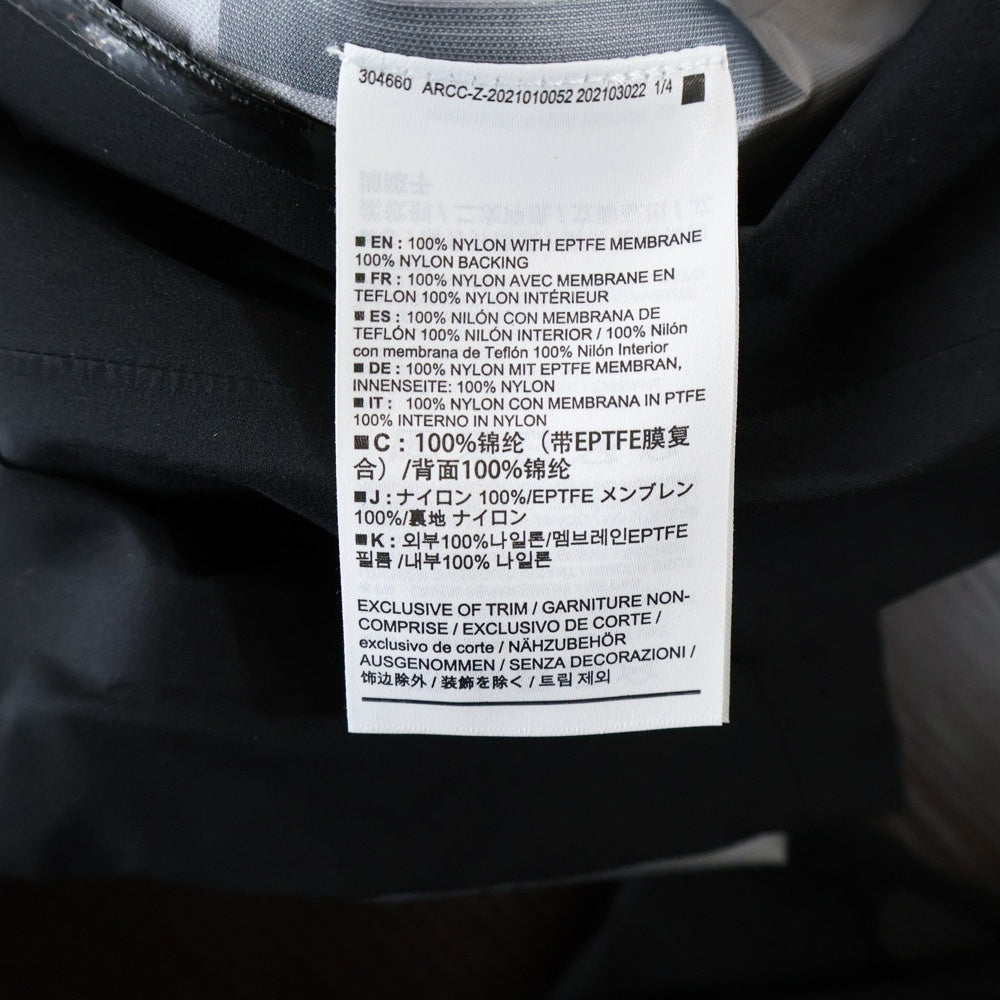 304660 ARCC-Z-2021010052 202103022 1/4
EN : 100% NYLON WITH EPTFE MEMBRANE
100% NYLON BACKING
FR : 100% NYLON AVEC MEMBRANE EN
TEFLON 100% NYLON INTÉRIEUR
ES : 100% NILÓN CON MEMBRANA DE
TEFLÓN 100% NILÓN INTERIOR / 100% Nilón
con membrana de Teflón 100% Nilón Interior
DE : 100% NYLON MIT EPTFE MEMBRAN,
INNENSEITE: 100% NYLON
IT : 100% NYLON CON MEMBRANA IN PTFE
100% INTERNO IN NYLON
C : 100%锦纶（带EPTFE膜复
合）/背面100%锦纶
J : ナイロン 100%/EPTFE メンブレン
100%/裏地 ナイロン
K : 외부100%나일론/멤브레인EPTFE
필름 /내부100% 나일론
EXCLUSIVE OF TRIM / GARNITURE NON-
COMPRISE / EXCLUSIVO DE CORTE /
exclusivo de corte / NÄHZUBEHÖR
AUSGENOMMEN / SENZA DECORAZIONI /
饰边除外 / 装飾を除く / 트림 제외